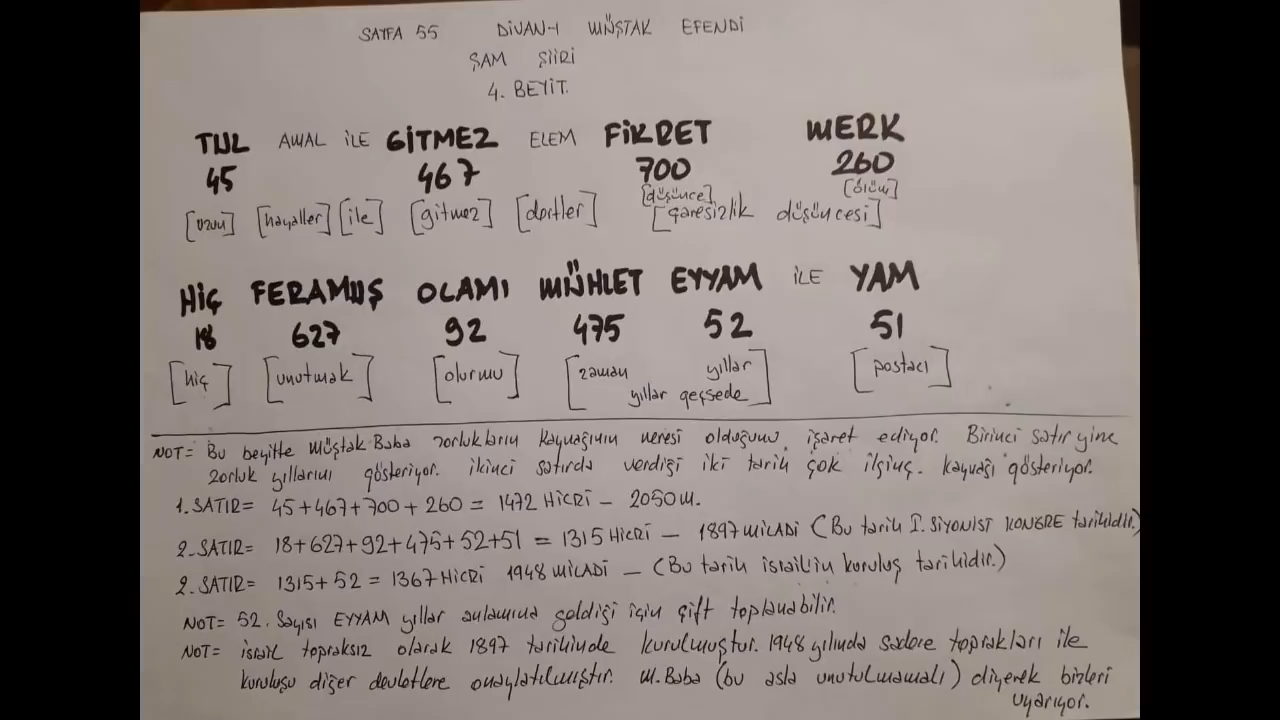 SAYFA 55 DİVAN-I MÜŞTAK EFENDİ
ŞAM ŞİİRİ
4. BEYİT.
TUL AMAL İLE GİTMEZ ELEM FİKRET MERK
45 467 700 260
[uzun] [hayaller] [ile] [gitmez] [dertler] [düşünce] [ölüm]
[çaresizlik düşüncesi]
HİÇ FERAMUŞ OLAMI MÜHLET EYYAM İLE YAM
18 627 92 475 52 51
[hiç] [unutmak] [olurmu] [zaman yıllar [postacı]
yıllar geçsede]
NOT= Bu beyitte müştak Baba zorlukların kaynağının neresi olduğunu işaret ediyor. Birinci satır yine
zorluk yıllarını gösteriyor. ikinci satırda verdiği iki tarih çok ilginç. kaynağı gösteriyor.
1. SATIR= 45+467+700+260 = 1472 HİCRİ – 2050 M.
2. SATIR= 18+627+92+475+52+51 = 1315 HİCRİ – 1897 MİLADİ (Bu tarih I. SİYONİST KONGRE tarihidir.)
2. SATIR= 1315+52 = 1367 HİCRİ 1948 MİLADİ – (Bu tarih israil'in kuruluş tarihidir.)
NOT= 52. Sayısı EYYAM yıllar anlamına geldiği için çift toplanabilir.
NOT= israil topraksız olarak 1897 tarihinde kurulmuştur. 1948 yılında sadece toprakları ile
kuruluşu diğer devletlere onaylatılmıştır. M. Baba (bu asla unutulmamalı) diyerek bizleri
uyarıyor.